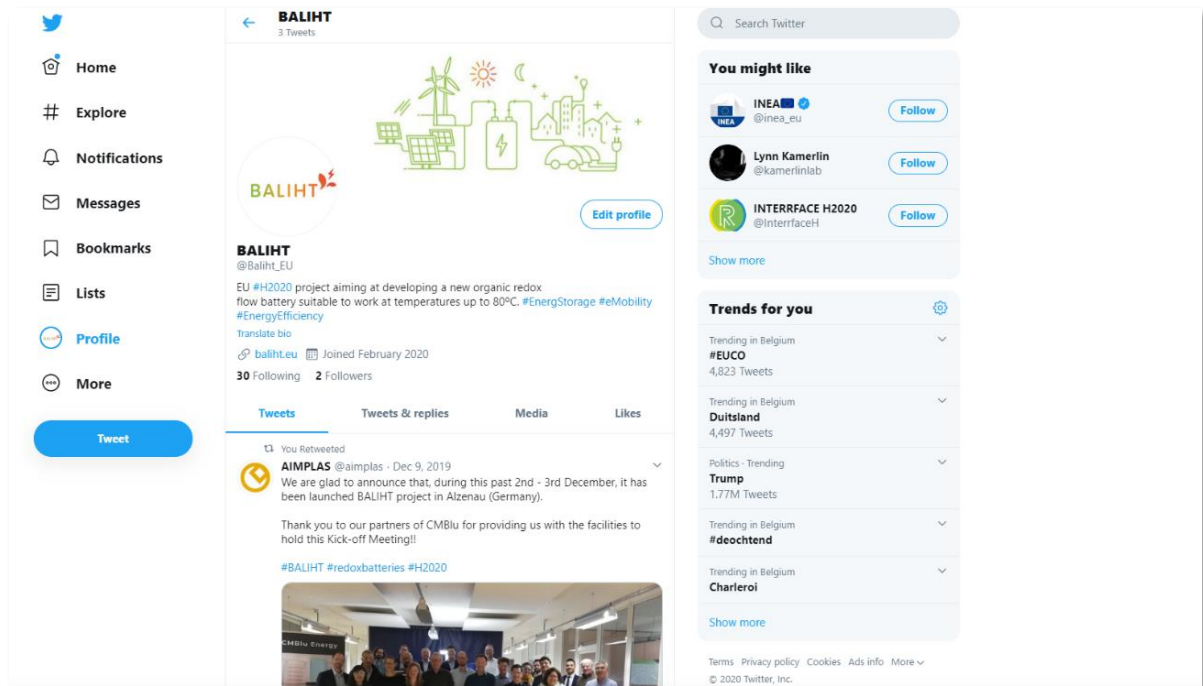 Home
Explore
Notifications
Messages
Bookmarks
Lists
Profile
More
Tweet
BALIHT
3 Tweets
BALIHT
Edit profile
BALIHT
@Baliht_EU
EU #H2020 project aiming at developing a new organic redox
flow battery suitable to work at temperatures up to 80ºC. #EnergStorage #eMobility
#EnergyEfficiency
Translate bio
baliht.eu Joined February 2020
30 Following 2 Followers
Tweets Tweets & replies Media Likes
You Retweeted
AIMPLAS @aimplas · Dec 9, 2019
We are glad to announce that, during this past 2nd - 3rd December, it has
been launched BALIHT project in Alzenau (Germany).
Thank you to our partners of CMBlu for providing us with the facilities to
hold this Kick-off Meeting!!
#BALIHT #redoxbatteries #H2020
CMBlu Energy
Search Twitter
You might like
INEA
@inea_eu
Follow
INEA
Lynn Kamerlin
@kamerlinlab
Follow
INTERRFACE H2020
@InterrfaceH
Follow
Show more
Trends for you
Trending in Belgium
#EUCO
4,823 Tweets
Trending in Belgium
Duitsland
4,497 Tweets
Politics · Trending
Trump
1.77M Tweets
Trending in Belgium
#deochtend
Trending in Belgium
Charleroi
Show more
Terms Privacy policy Cookies Ads info More
© 2020 Twitter, Inc.